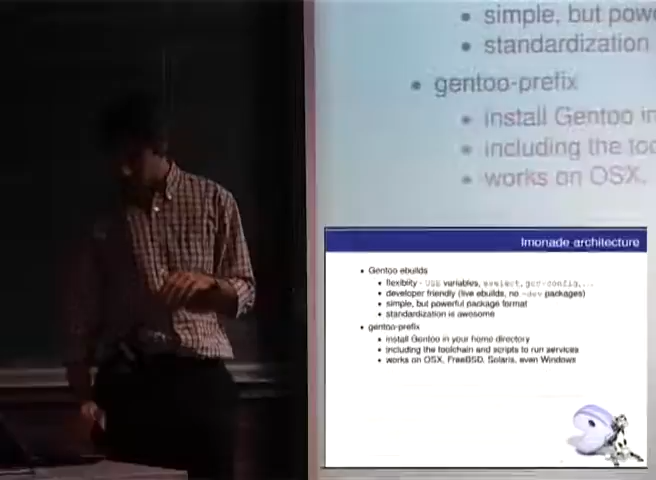 simple, but pow
standardization
gentoo-prefix
install Gentoo in
including the too
works on OSX,
lmonade architecture
Gentoo ebuilds
flexiblity - USE variables, eselect, gcc-config,...
developer friendly (live ebuilds, no -dev packages)
simple, but powerful package format
standardization is awesome
gentoo-prefix
install Gentoo in your home directory
including the toolchain and scripts to run services
works on OSX, FreeBSD, Solaris, even Windows